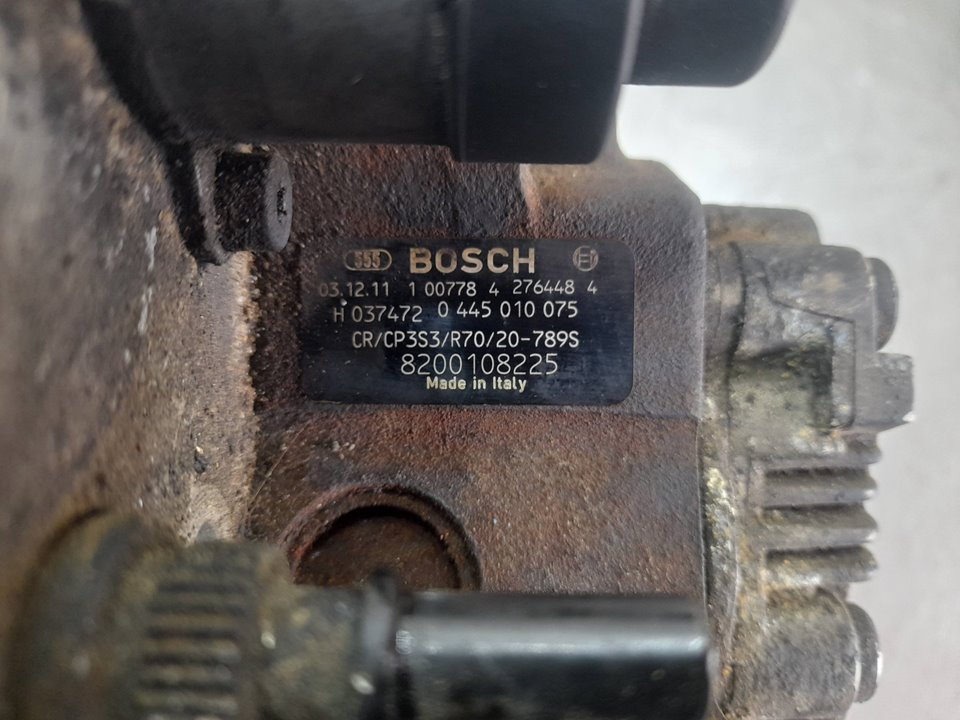 BOSCH
03.12.11 1 00778 4 276448 4
H 037472 0 445 010 075
CR/CP3S3/R70/20-789S
8200108225
Made in Italy